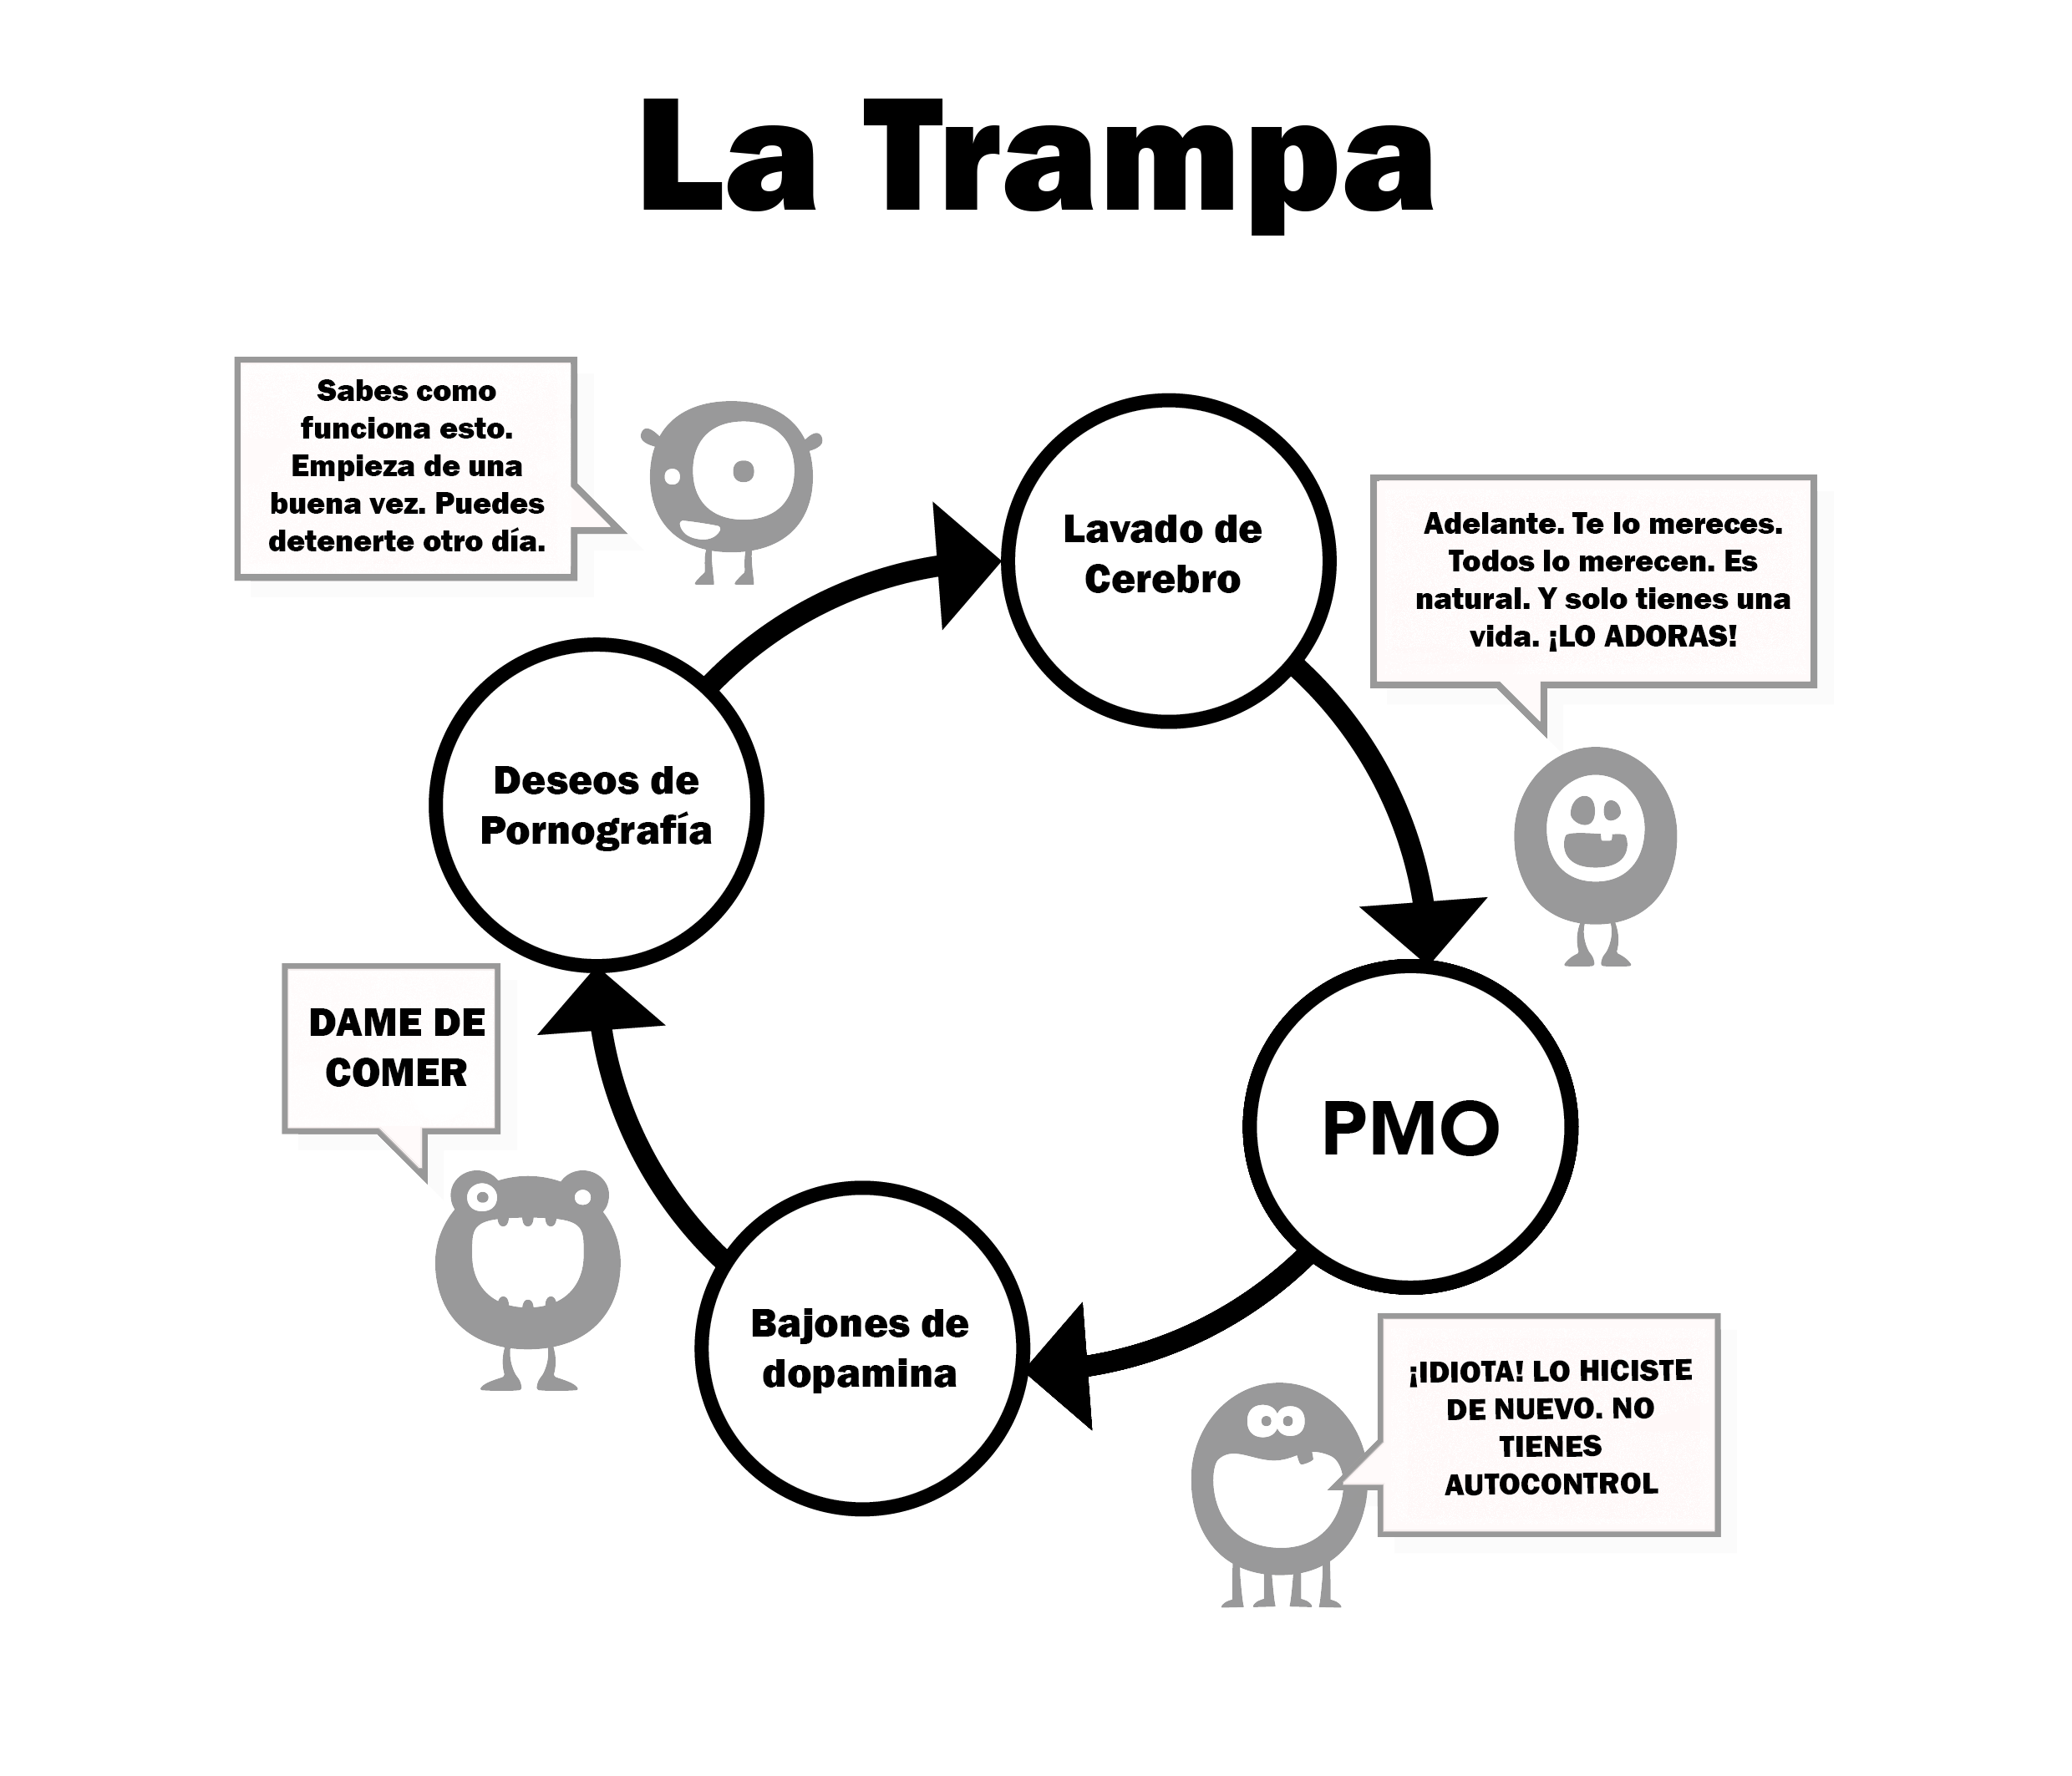 La Trampa
Sabes como
funciona esto.
Empieza de una
buena vez. Puedes
detenerte otro día.
Lavado de
Cerebro
Adelante. Te lo mereces.
Todos lo merecen. Es
natural. Y solo tienes una
vida. ¡LO ADORAS!
Deseos de
Pornografía
DAME DE
COMER
PMO
Bajones de
dopamina
¡IDIOTA! LO HICISTE
DE NUEVO. NO
TIENES
AUTOCONTROL